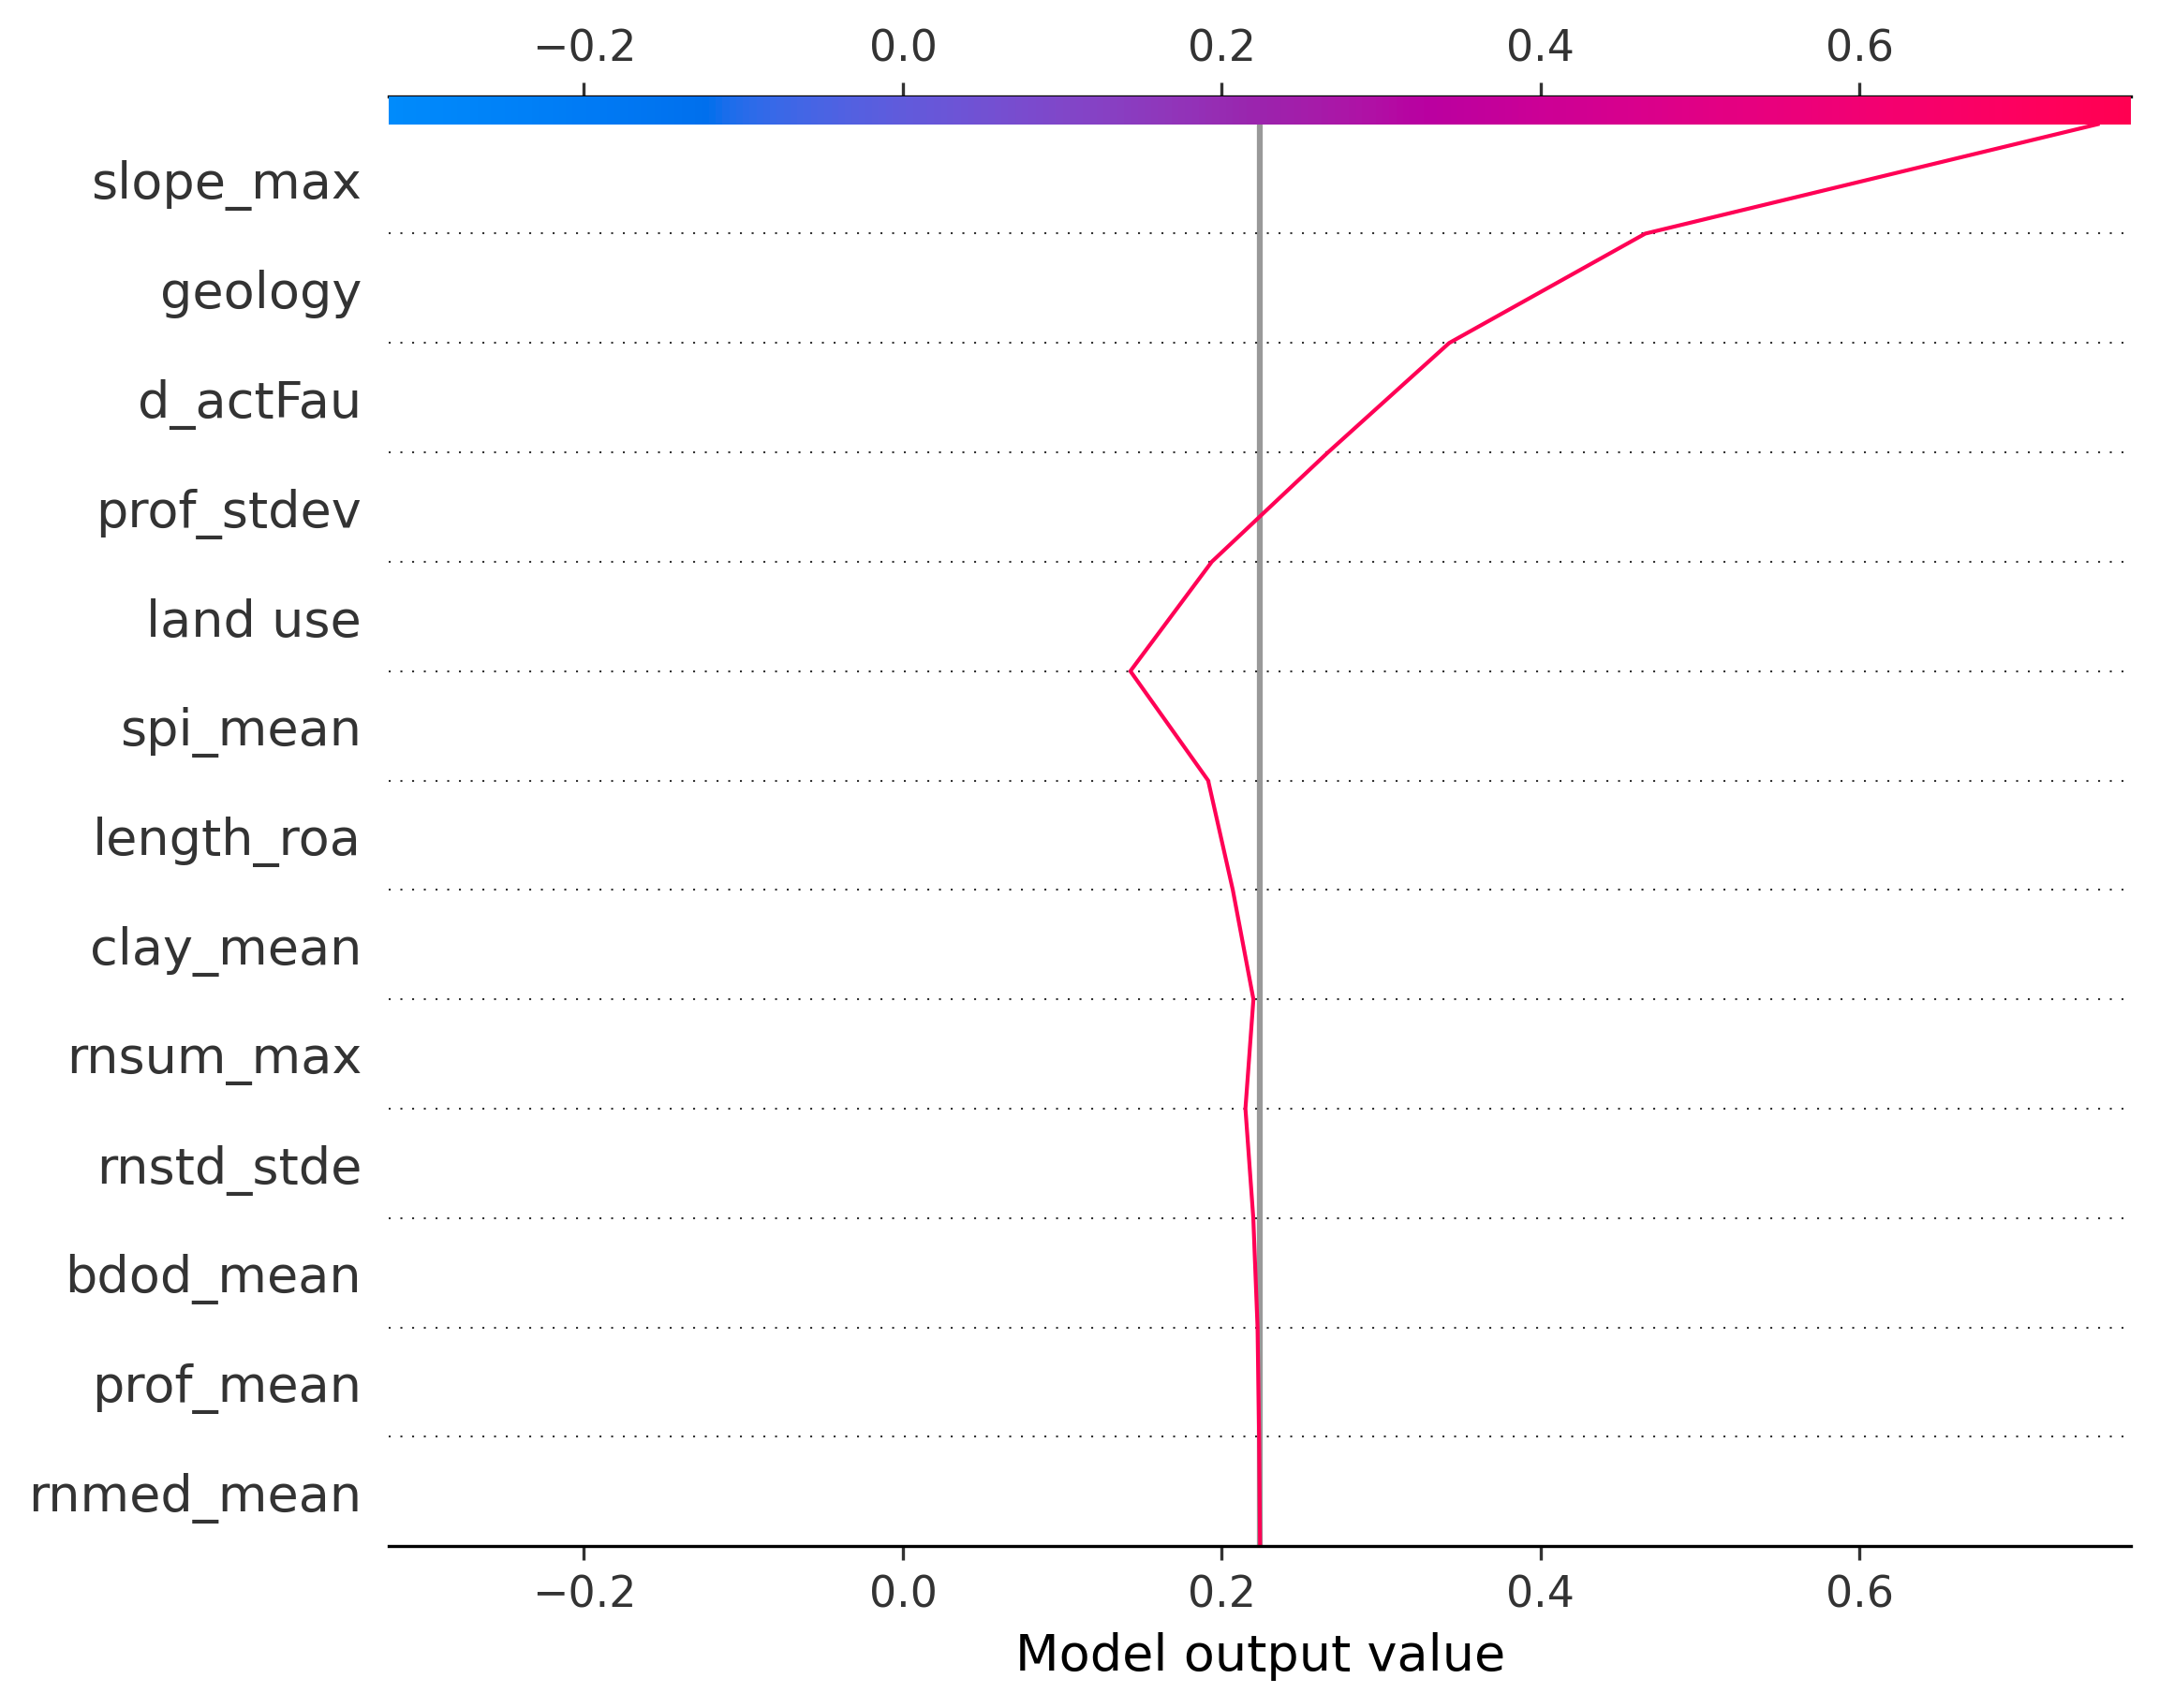 −0.2 0.0 0.2 0.4 0.6
slope_max
geology
d_actFau
prof_stdev
land use
spi_mean
length_roa
clay_mean
rnsum_max
rnstd_stde
bdod_mean
prof_mean
rnmed_mean
−0.2 0.0 0.2 0.4 0.6
Model output value